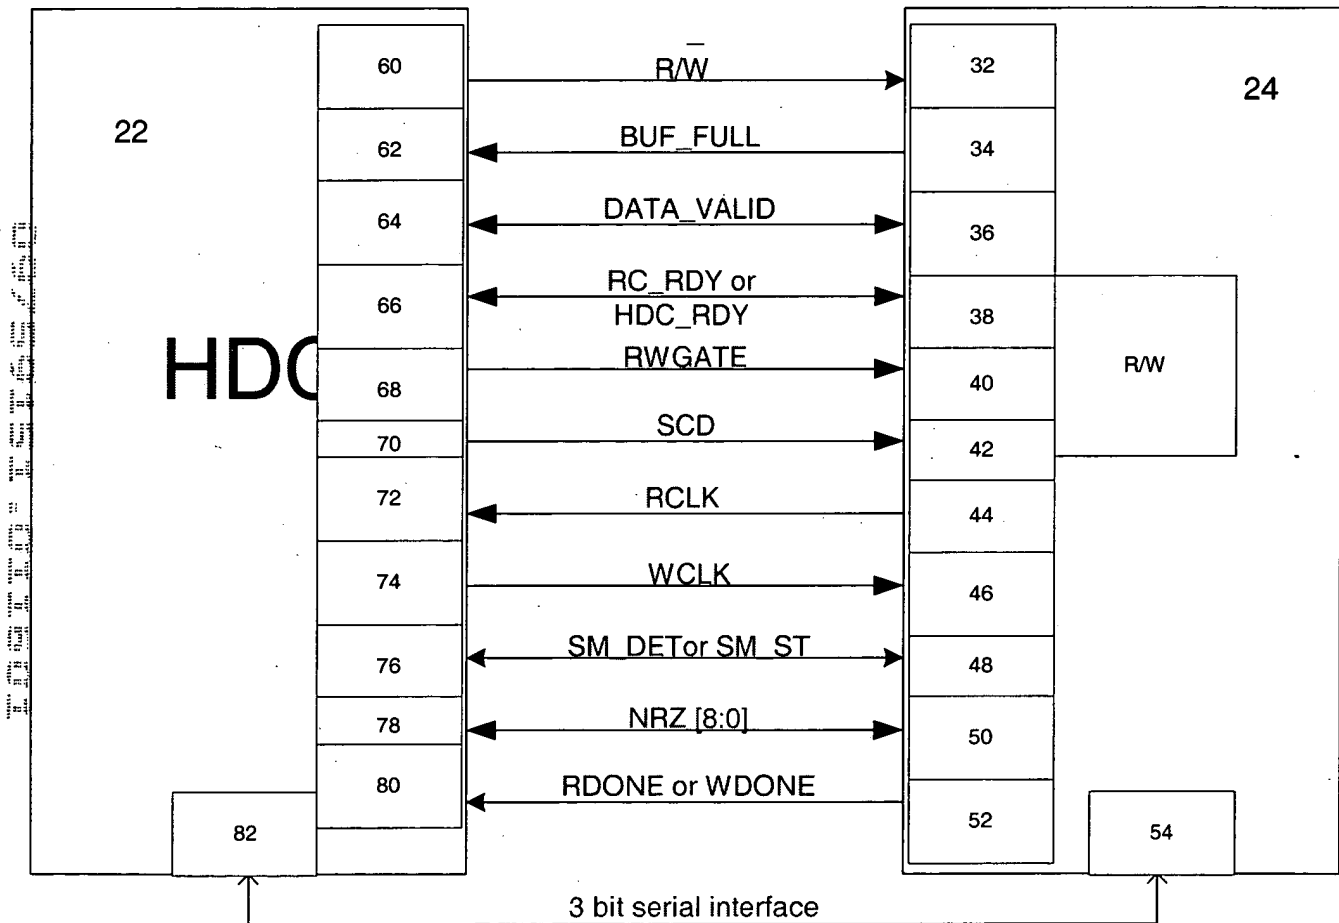 60
R/W̅
32
24
22
62
BUF_FULL
34
64
DATA_VALID
36
66
RC_RDY or
HDC_RDY
38
HDC
68
RWGATE
40
R/W
70
SCD
42
72
RCLK
44
74
WCLK
46
76
SM_DETor SM_ST
48
78
NRZ [8:0]
50
80
RDONE or WDONE
52
82
54
3 bit serial interface